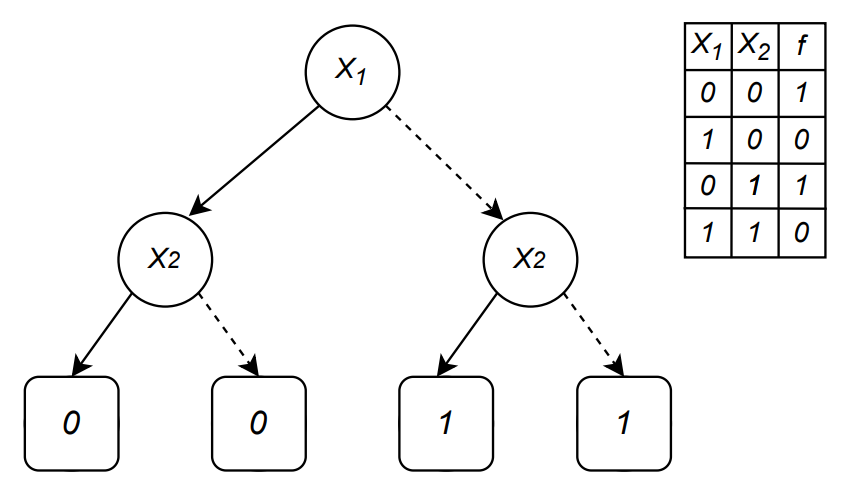 X1
X2 X2
0 0 1 1
X1 X2 f
0 0 1
1 0 0
0 1 1
1 1 0